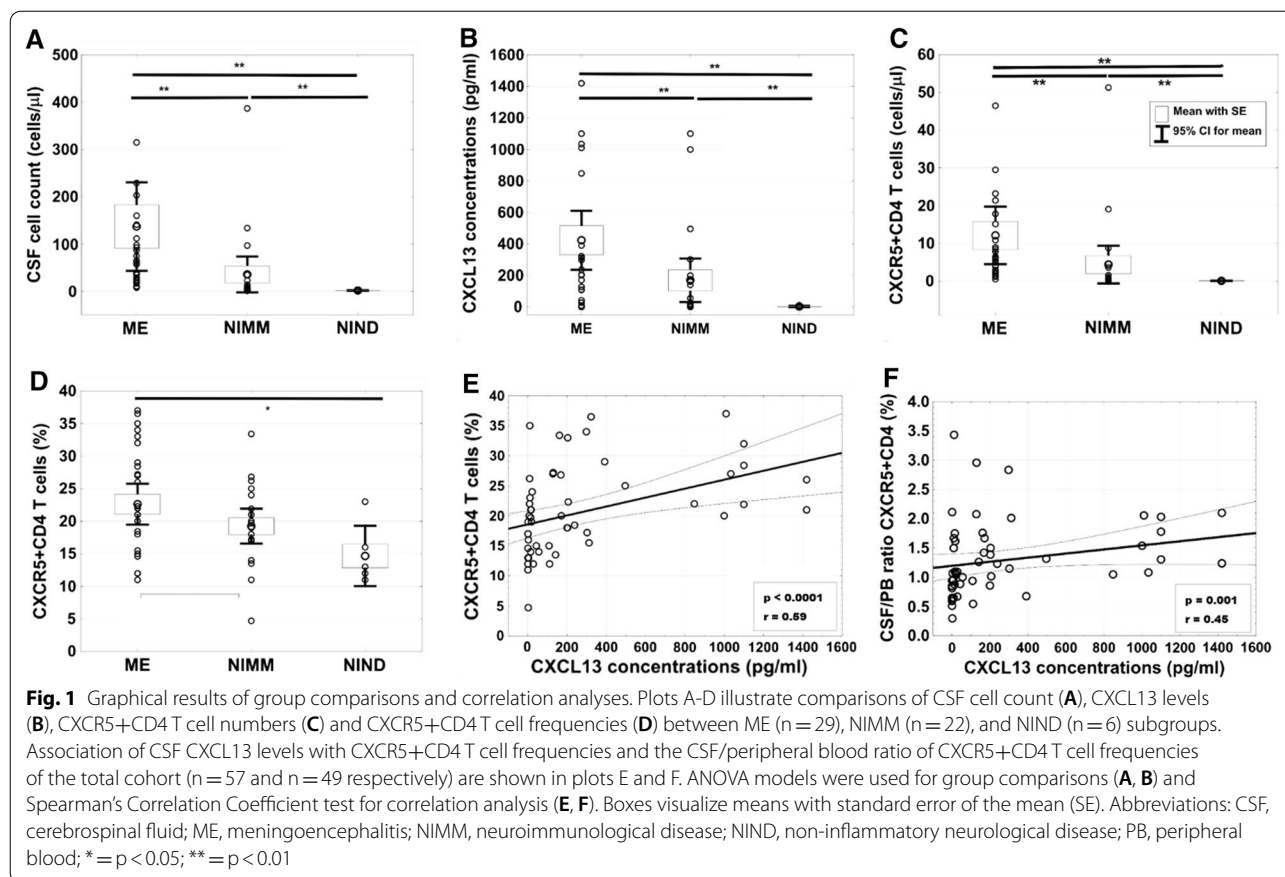 A
CSF cell count (cells/µl)
500
400
300
200
100
0
**
**
**
ME
NIMM
NIND
B
CXCL13 concentrations (pg/ml)
1600
1400
1200
1000
800
600
400
200
0
**
**
**
ME
NIMM
NIND
C
CXCR5+CD4 T cells (cells/µl)
60
50
40
30
20
10
0
**
**
**
Mean with SE
95% CI for mean
ME
NIMM
NIND
D
CXCR5+CD4 T cells (%)
40
35
30
25
20
15
10
5
0
*
ME
NIMM
NIND
E
CXCR5+CD4 T cells (%)
40
35
30
25
20
15
10
5
0
p < 0.0001
r = 0.59
0 200 400 600 800 1000 1200 1400 1600
CXCL13 concentrations (pg/ml)
F
CSF/PB ratio CXCR5+CD4 (%)
4.0
3.5
3.0
2.5
2.0
1.5
1.0
0.5
0.0
p = 0.001
r = 0.45
0 200 400 600 800 1000 1200 1400 1600
CXCL13 concentrations (pg/ml)
Fig. 1 Graphical results of group comparisons and correlation analyses. Plots A-D illustrate comparisons of CSF cell count (A), CXCL13 levels
(B), CXCR5+CD4 T cell numbers (C) and CXCR5+CD4 T cell frequencies (D) between ME (n = 29), NIMM (n = 22), and NIND (n = 6) subgroups.
Association of CSF CXCL13 levels with CXCR5+CD4 T cell frequencies and the CSF/peripheral blood ratio of CXCR5+CD4 T cell frequencies
of the total cohort (n = 57 and n = 49 respectively) are shown in plots E and F. ANOVA models were used for group comparisons (A, B) and
Spearman's Correlation Coefficient test for correlation analysis (E, F). Boxes visualize means with standard error of the mean (SE). Abbreviations: CSF,
cerebrospinal fluid; ME, meningoencephalitis; NIMM, neuroimmunological disease; NIND, non-inflammatory neurological disease; PB, peripheral
blood; * = p < 0.05; ** = p < 0.01